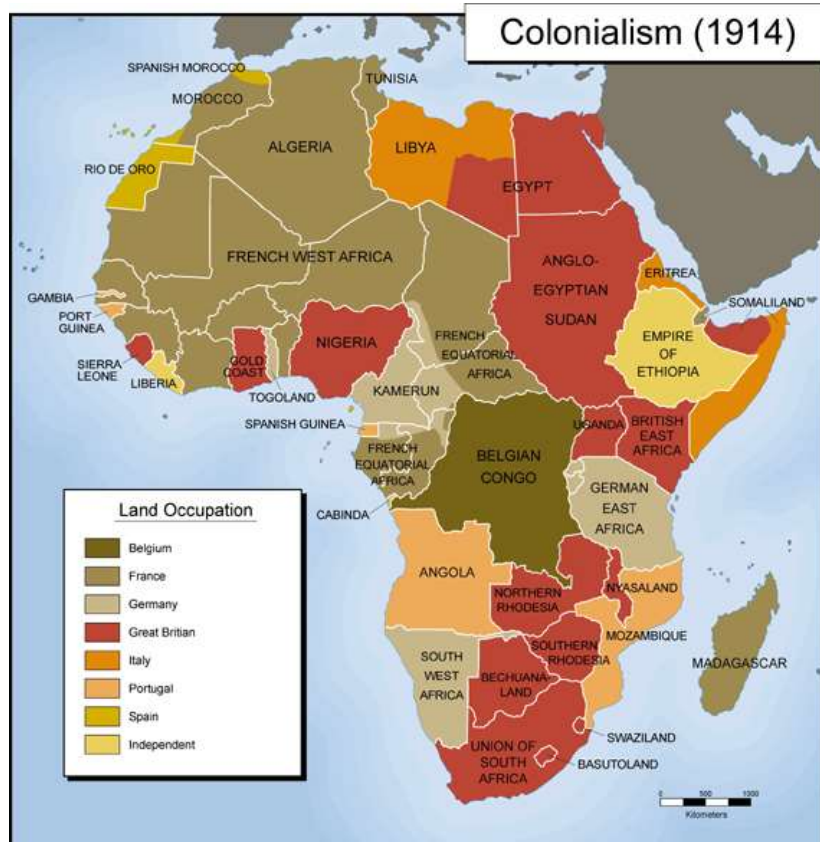 Colonialism (1914)
SPANISH MOROCCO
TUNISIA
MOROCCO
ALGERIA
LIBYA
EGYPT
RIO DE ORO
FRENCH WEST AFRICA
ANGLO-
EGYPTIAN
SUDAN
ERITREA
SOMALILAND
GAMBIA
PORT
GUINEA
NIGERIA
FRENCH
EQUATORIAL
AFRICA
EMPIRE
OF
ETHIOPIA
SIERRA
LEONE
LIBERIA
GOLD
COAST
TOGOLAND
KAMERUN
SPANISH GUINEA
UGANDA
BRITISH
EAST
AFRICA
FRENCH
EQUATORIAL
AFRICA
BELGIAN
CONGO
GERMAN
EAST
AFRICA
CABINDA
ANGOLA
NORTHERN
RHODESIA
NYASALAND
MOZAMBIQUE
SOUTHERN
RHODESIA
MADAGASCAR
SOUTH
WEST
AFRICA
BECHUANA-
LAND
SWAZILAND
UNION OF
SOUTH
AFRICA
BASUTOLAND
Land Occupation
Belgium
France
Germany
Great Britian
Italy
Portugal
Spain
Independent
0 500 1000
Kilometers